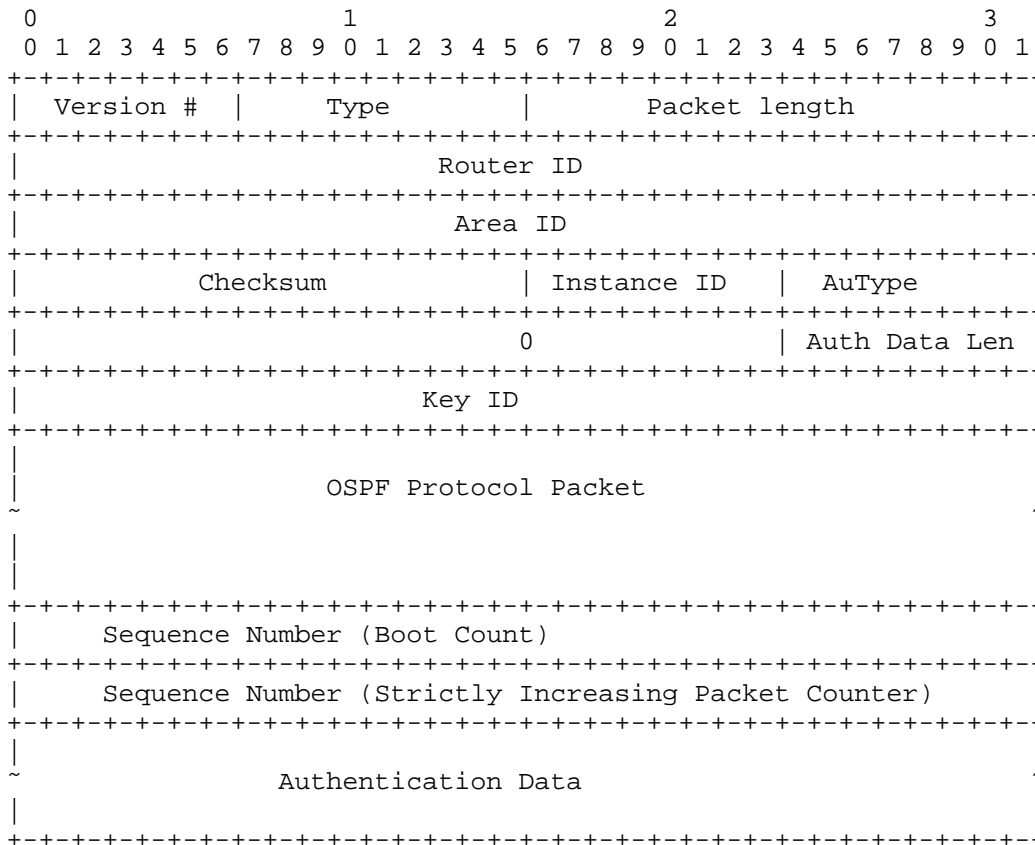 0                   1                   2                   3
0 1 2 3 4 5 6 7 8 9 0 1 2 3 4 5 6 7 8 9 0 1 2 3 4 5 6 7 8 9 0 1
+-+-+-+-+-+-+-+-+-+-+-+-+-+-+-+-+-+-+-+-+-+-+-+-+-+-+-+-+-+-+-+-
| Version # | Type | Packet length
+-+-+-+-+-+-+-+-+-+-+-+-+-+-+-+-+-+-+-+-+-+-+-+-+-+-+-+-+-+-+-+-
| Router ID
+-+-+-+-+-+-+-+-+-+-+-+-+-+-+-+-+-+-+-+-+-+-+-+-+-+-+-+-+-+-+-+-
| Area ID
+-+-+-+-+-+-+-+-+-+-+-+-+-+-+-+-+-+-+-+-+-+-+-+-+-+-+-+-+-+-+-+-
| Checksum | Instance ID | AuType
+-+-+-+-+-+-+-+-+-+-+-+-+-+-+-+-+-+-+-+-+-+-+-+-+-+-+-+-+-+-+-+-
| 0 | Auth Data Len
+-+-+-+-+-+-+-+-+-+-+-+-+-+-+-+-+-+-+-+-+-+-+-+-+-+-+-+-+-+-+-+-
| Key ID
+-+-+-+-+-+-+-+-+-+-+-+-+-+-+-+-+-+-+-+-+-+-+-+-+-+-+-+-+-+-+-+-
|
| OSPF Protocol Packet
~ ~
|
|
+-+-+-+-+-+-+-+-+-+-+-+-+-+-+-+-+-+-+-+-+-+-+-+-+-+-+-+-+-+-+-+-
| Sequence Number (Boot Count)
+-+-+-+-+-+-+-+-+-+-+-+-+-+-+-+-+-+-+-+-+-+-+-+-+-+-+-+-+-+-+-+-
| Sequence Number (Strictly Increasing Packet Counter)
+-+-+-+-+-+-+-+-+-+-+-+-+-+-+-+-+-+-+-+-+-+-+-+-+-+-+-+-+-+-+-+-
|
~ Authentication Data ~
|
+-+-+-+-+-+-+-+-+-+-+-+-+-+-+-+-+-+-+-+-+-+-+-+-+-+-+-+-+-+-+-+-